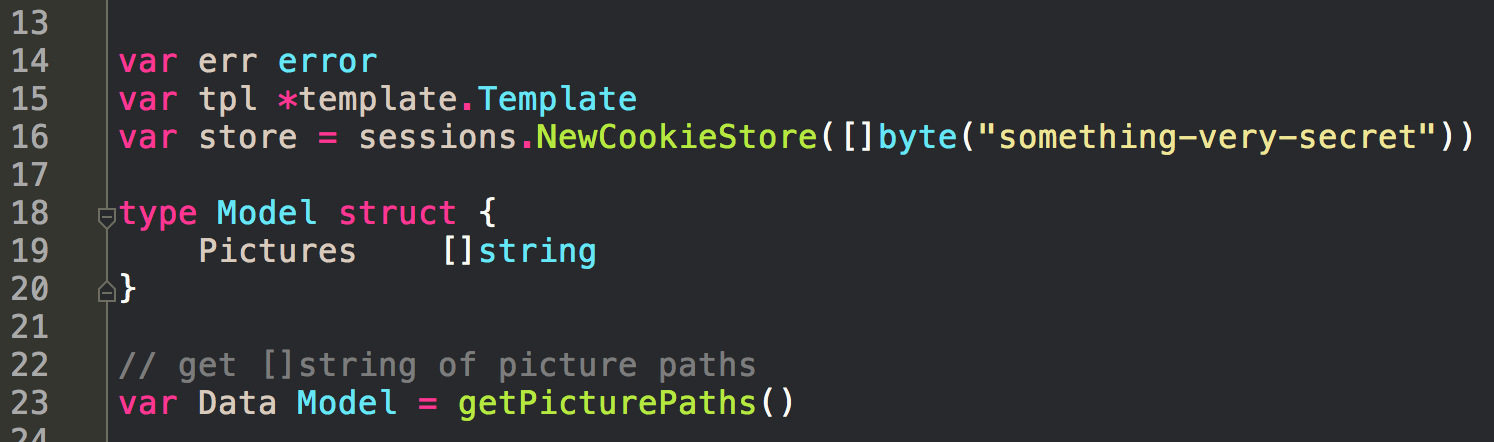 13
14 var err error
15 var tpl *template.Template
16 var store = sessions.NewCookieStore([]byte("something-very-secret"))
17
18 type Model struct {
19     Pictures    []string
20 }
21
22 // get []string of picture paths
23 var Data Model = getPicturePaths()
24